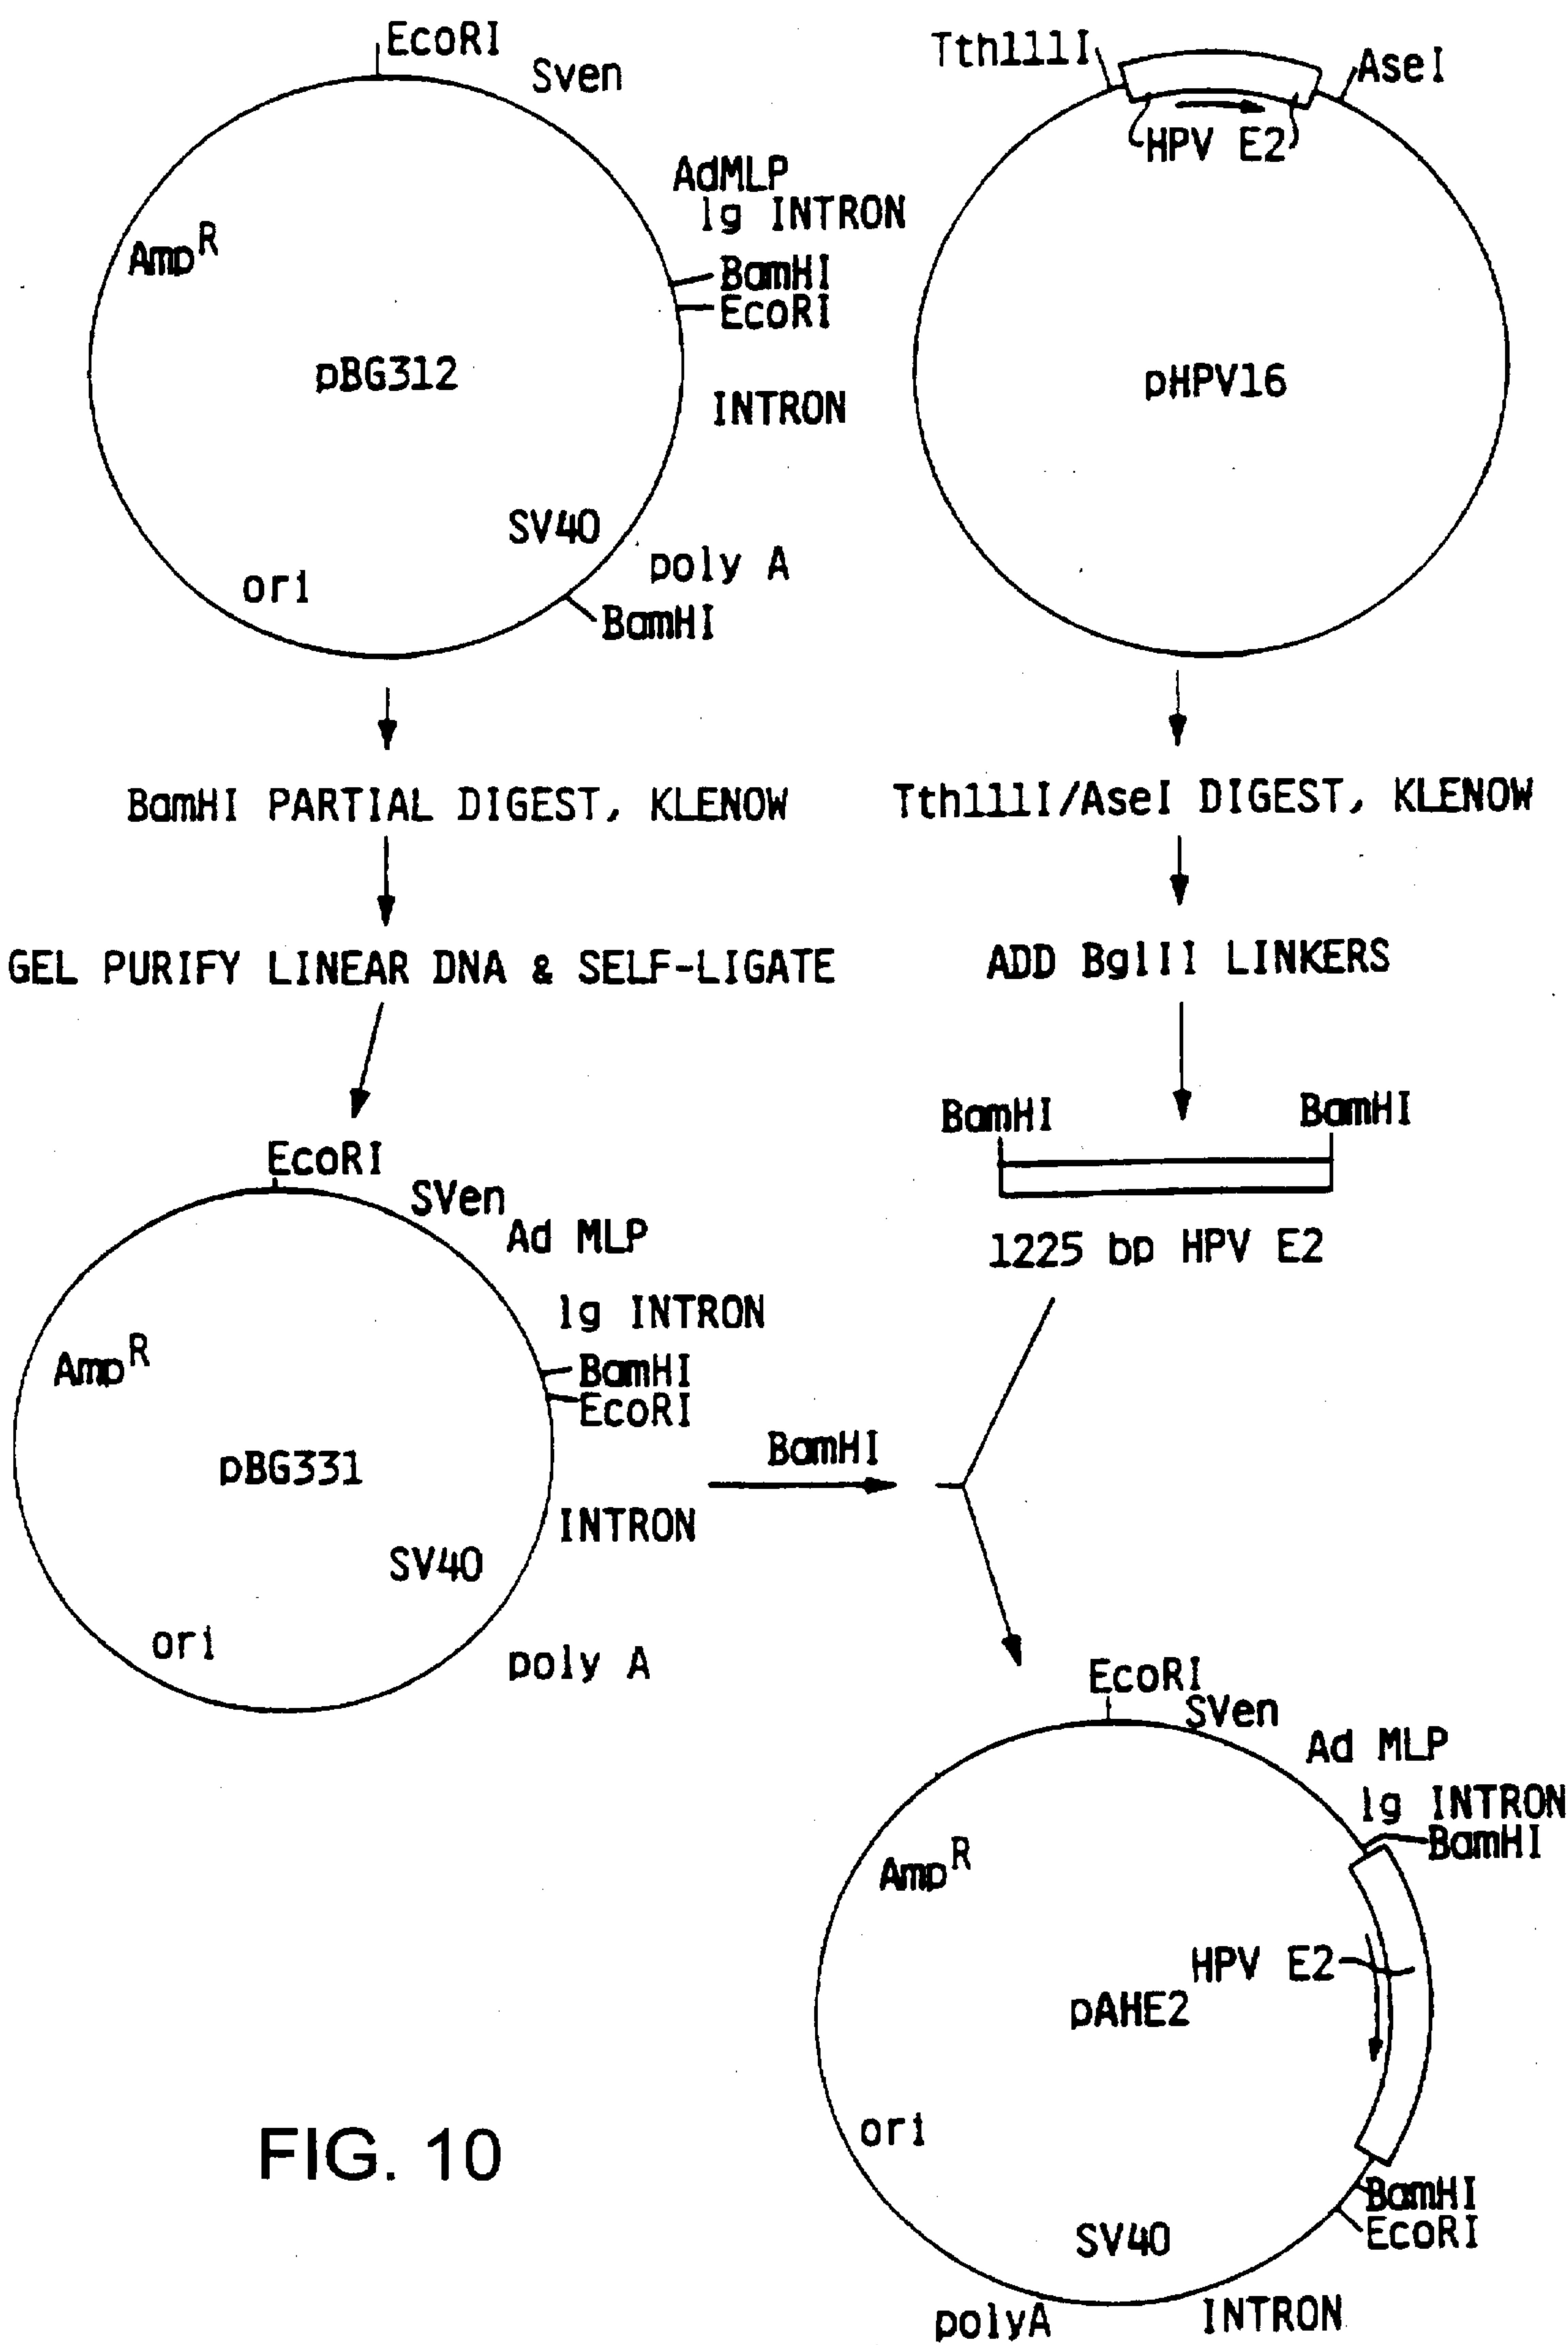 EcoRI
Sven
AdMLP
Ig INTRON
BamHI
EcoRI
Amp^R
pBG312
INTRON
SV40
poly A
ori
BamHI
Tth111I
AseI
HPV E2
pHPV16
BamHI PARTIAL DIGEST, KLENOW
GEL PURIFY LINEAR DNA & SELF-LIGATE
Tth111I/AseI DIGEST, KLENOW
ADD BglII LINKERS
BamHI
BamHI
1225 bp HPV E2
EcoRI
SVen
Ad MLP
Ig INTRON
BamHI
EcoRI
Amp^R
pBG331
INTRON
SV40
ori
poly A
BamHI
EcoRI
SVen
Ad MLP
Ig INTRON
BamHI
Amp^R
HPV E2
pAHE2
ori
BamHI
EcoRI
SV40
polyA
INTRON
FIG. 10